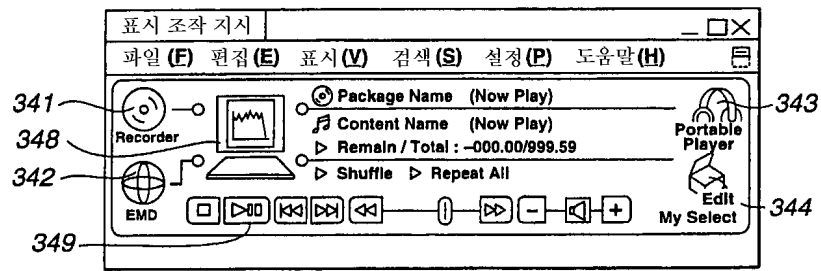 표시 조작 지시
파일 (F) 편집 (E) 표시 (V) 검색 (S) 설정 (P) 도움말 (H)
341
348
342
349
343
344
Recorder
EMD
Package Name (Now Play)
Content Name (Now Play)
Remain / Total : –000.00/999.59
Shuffle Repeat All
Portable
Player
Edit
My Select